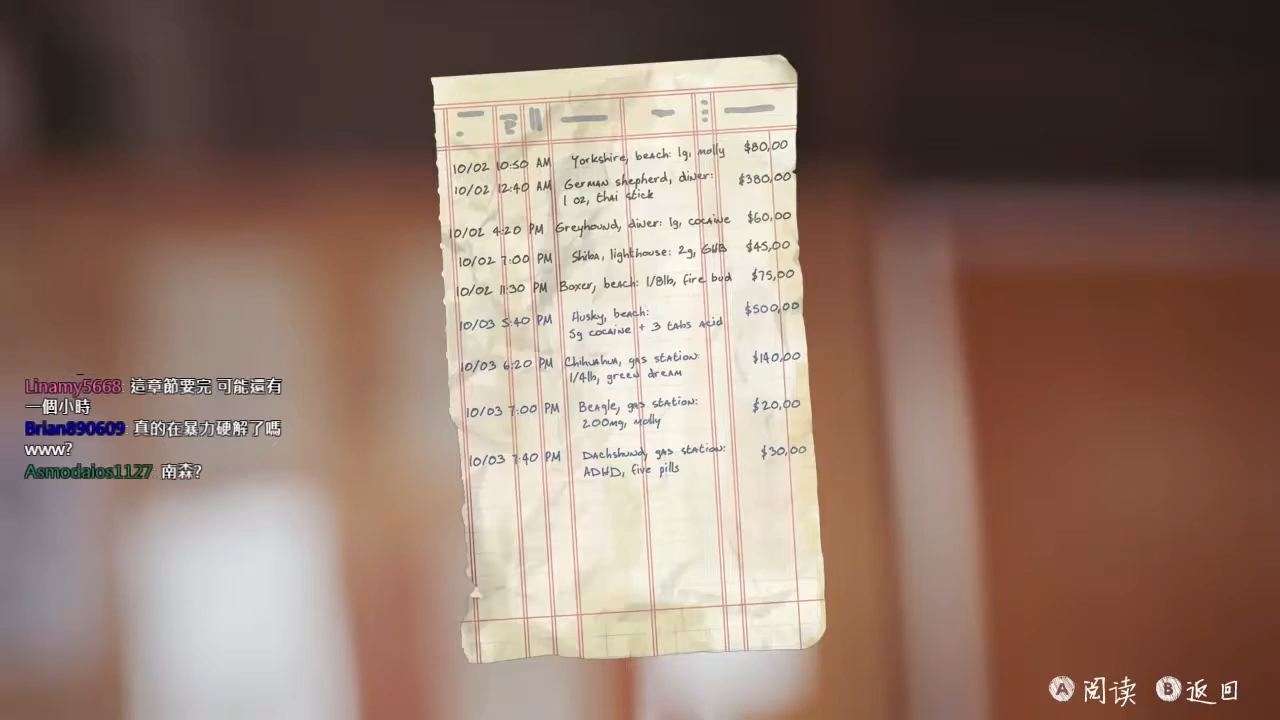 10/02 10:50 AM Yorkshire, beach: 1g, molly $80,00
10/02 12:40 AM German shepherd, diner: $380,00
1 oz, thai stick
10/02 4:20 PM Greyhound, diner: 1g, cocaine $60,00
10/02 7:00 PM Shiba, lighthouse: 2g, GHB $45,00
10/02 11:30 PM Boxer, beach: 1/8lb, fire bud $75,00
10/03 5:40 PM Husky, beach: $500,00
5g cocaine + 3 tabs acid
10/03 6:20 PM Chihuahua, gas station: $140,00
1/4lb, green dream
10/03 7:00 PM Beagle, gas station: $20,00
200mg, molly
10/03 7:40 PM Dachshund, gas station: $30,00
ADHD, five pills
Linamy5668: 這章節要完 可能還有
一個小時
Brian890609: 真的在暴力硬解了嗎
www?
Asmodaios1127: 南森?
A 阅读 B 返回